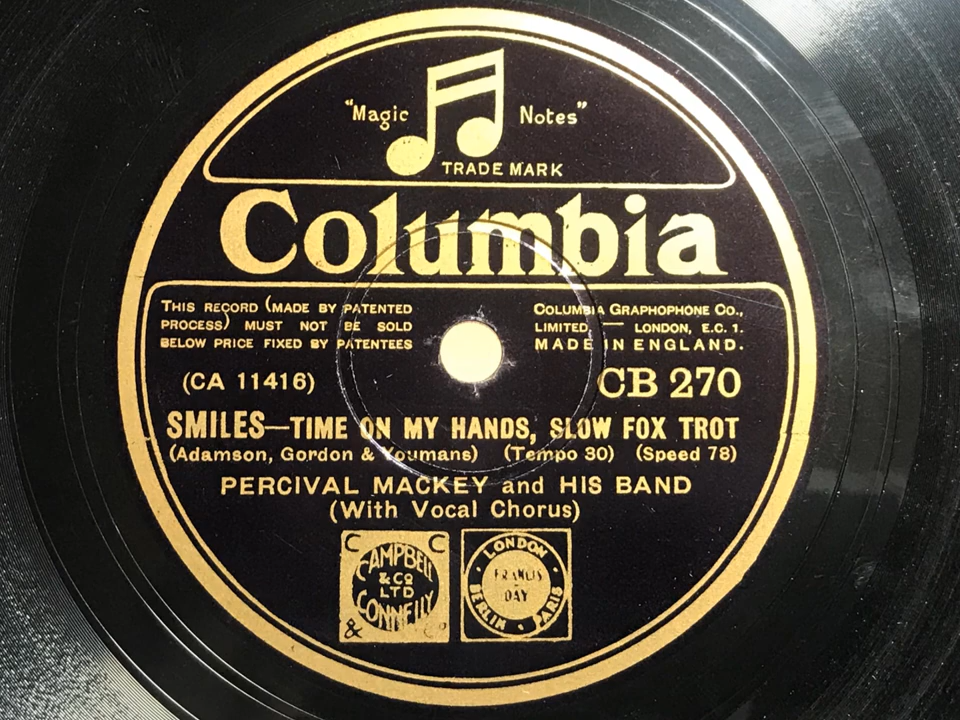 "Magic Notes"
TRADE MARK
Columbia
THIS RECORD (MADE BY PATENTED
PROCESS) MUST NOT BE SOLD
BELOW PRICE FIXED BY PATENTEES
COLUMBIA GRAPHOPHONE CO.,
LIMITED — LONDON, E.C. 1.
MADE IN ENGLAND.
(CA 11416)
CB 270
SMILES—TIME ON MY HANDS, SLOW FOX TROT
(Adamson, Gordon & Youmans) (Tempo 30) (Speed 78)
PERCIVAL MACKEY and HIS BAND
(With Vocal Chorus)
C C
CAMPBELL
& CO
LTD
CONNELLY
& Co
LONDON
FRANCIS
DAY
BERLIN · PARIS